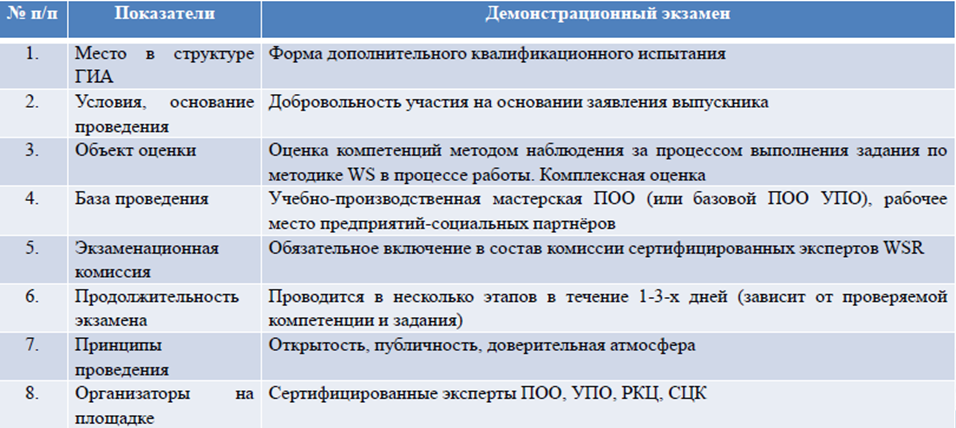 № п/п Показатели Демонстрационный экзамен
1. Место в структуре Форма дополнительного квалификационного испытания
ГИА
2. Условия, основание Добровольность участия на основании заявления выпускника
проведения
3. Объект оценки Оценка компетенций методом наблюдения за процессом выполнения задания по
методике WS в процессе работы. Комплексная оценка
4. База проведения Учебно-производственная мастерская ПОО (или базовой ПОО УПО), рабочее
место предприятий-социальных партнёров
5. Экзаменационная Обязательное включение в состав комиссии сертифицированных экспертов WSR
комиссия
6. Продолжительность Проводится в несколько этапов в течение 1-3-х дней (зависит от проверяемой
экзамена компетенции и задания)
7. Принципы Открытость, публичность, доверительная атмосфера
проведения
8. Организаторы на Сертифицированные эксперты ПОО, УПО, РКЦ, СЦК
площадке